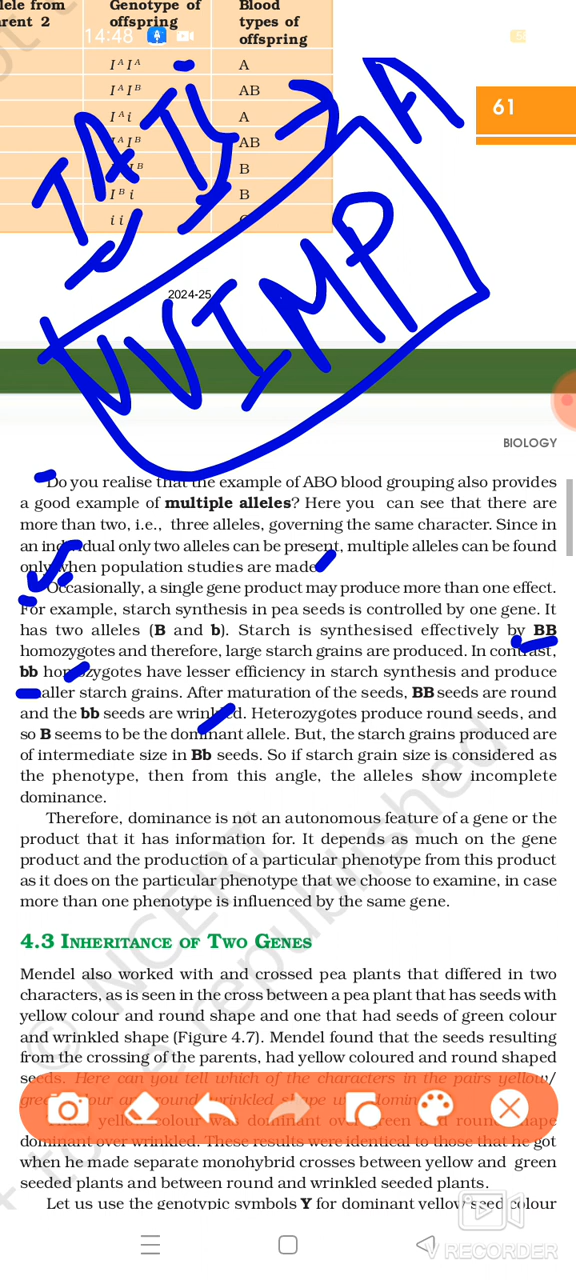 lele from
rent 2
Genotype of
offspring
Blood
types of
offspring
14:48
IᴬIᴬ A
IᴬIᴮ AB
Iᴬi A
ᴬIᴮ AB
Iᴮ B
Iᴮi B
ii
61
IA Ii → A
VVIMP
2024-25
BIOLOGY
Do you realise that the example of ABO blood grouping also provides
a good example of multiple alleles? Here you can see that there are
more than two, i.e., three alleles, governing the same character. Since in
an individual only two alleles can be present, multiple alleles can be found
only when population studies are made.
Occasionally, a single gene product may produce more than one effect.
For example, starch synthesis in pea seeds is controlled by one gene. It
has two alleles (B and b). Starch is synthesised effectively by BB
homozygotes and therefore, large starch grains are produced. In contrast,
bb homozygotes have lesser efficiency in starch synthesis and produce
aller starch grains. After maturation of the seeds, BB seeds are round
and the bb seeds are wrinkled. Heterozygotes produce round seeds, and
so B seems to be the dominant allele. But, the starch grains produced are
of intermediate size in Bb seeds. So if starch grain size is considered as
the phenotype, then from this angle, the alleles show incomplete
dominance.
Therefore, dominance is not an autonomous feature of a gene or the
product that it has information for. It depends as much on the gene
product and the production of a particular phenotype from this product
as it does on the particular phenotype that we choose to examine, in case
more than one phenotype is influenced by the same gene.
4.3 INHERITANCE OF TWO GENES
Mendel also worked with and crossed pea plants that differed in two
characters, as is seen in the cross between a pea plant that has seeds with
yellow colour and round shape and one that had seeds of green colour
and wrinkled shape (Figure 4.7). Mendel found that the seeds resulting
from the crossing of the parents, had yellow coloured and round shaped
seeds. Here can you tell which of the characters in the pairs yellow/
yellow colour was dominant over green
dominant over wrinkled. These results were identical to those that he got
when he made separate monohybrid crosses between yellow and green
seeded plants and between round and wrinkled seeded plants.
Let us use the genotypic symbols Y for dominant yellow seed colour
© NCERT
republished
V RECORDER